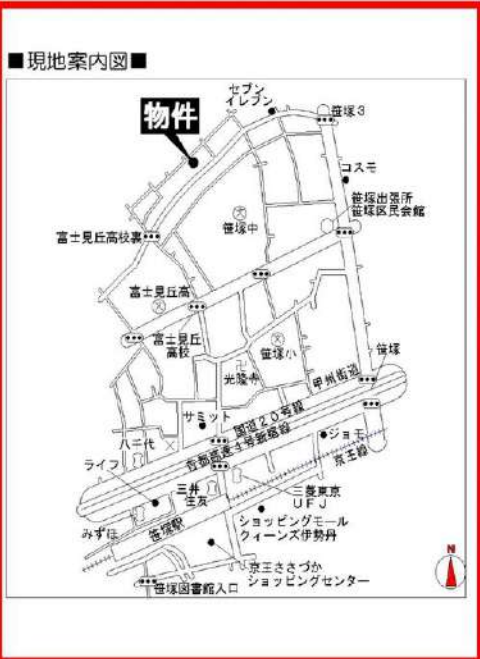 ■現地案内図■
セブン
イレブン
笹塚3
物件
コスモ
笹塚出張所
笹塚区民会館
笹塚中
富士見丘高校裏
富士見丘高
富士見丘
高校
笹塚小
笹塚
光隆寺
甲州街道
サミット
国道20号線
首都高速4号新宿線
八千代
ジョモ
京王線
ライフ
三井
住友
三菱東京
UFJ
みずほ
笹塚駅
ショッピングモール
クィーンズ伊勢丹
京王ささづか
ショッピングセンター
笹塚図書館入口
N